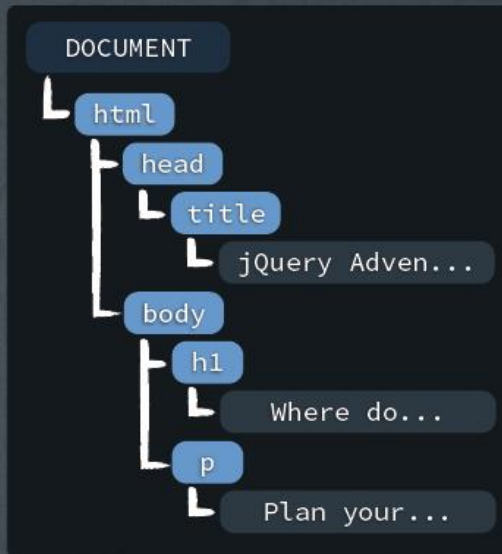 DOCUMENT
html
head
title
jQuery Adven...
body
h1
Where do...
p
Plan your...